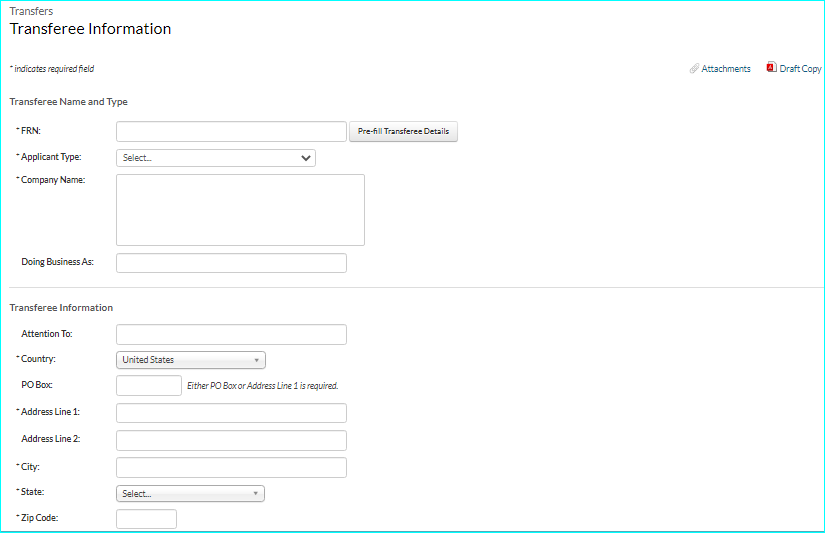 Transfers
Transferee Information
* indicates required field
Attachments
Draft Copy
Transferee Name and Type
* FRN:
Pre-fill Transferee Details
* Applicant Type:
Select...
* Company Name:
Doing Business As:
Transferee Information
Attention To:
* Country:
United States
PO Box:
Either PO Box or Address Line 1 is required.
* Address Line 1:
Address Line 2:
* City:
* State:
Select...
* Zip Code: